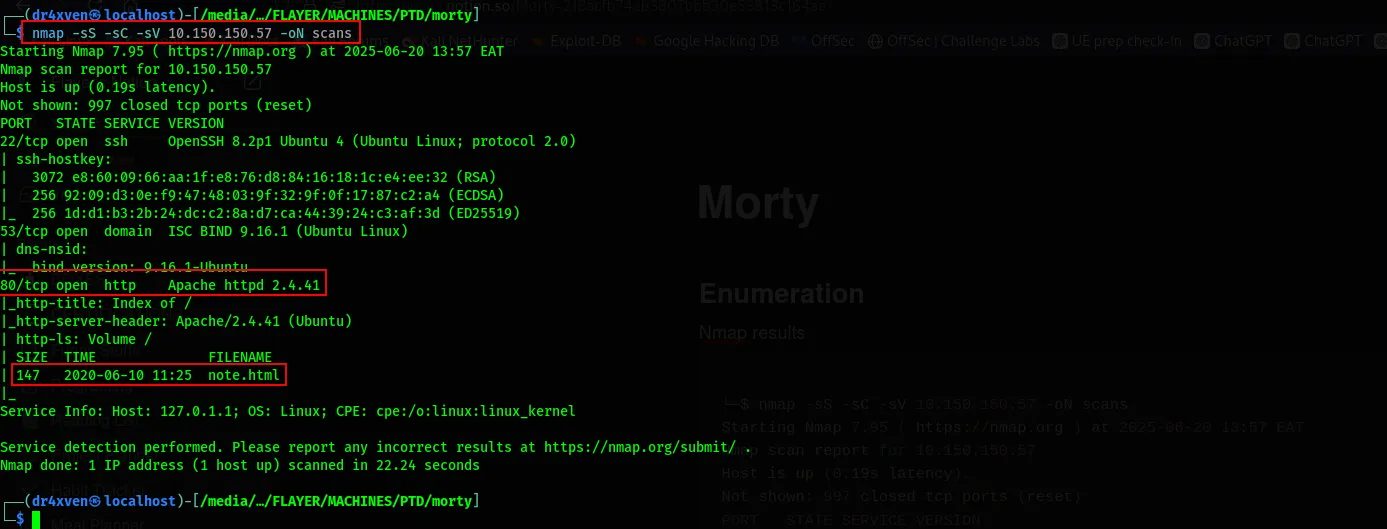 (dr4xven㉿localhost)-[/media/…/FLAYER/MACHINES/PTD/morty]
$ nmap -sS -sC -sV 10.150.150.57 -oN scans
Kali NetHunter Exploit-DB Google Hacking DB OffSec OffSec | Challenge Labs UE prep check-in ChatGPT ChatGPT
Starting Nmap 7.95 ( https://nmap.org ) at 2025-06-20 13:57 EAT
Nmap scan report for 10.150.150.57
Host is up (0.19s latency).
Not shown: 997 closed tcp ports (reset)
PORT   STATE SERVICE VERSION
22/tcp open  ssh     OpenSSH 8.2p1 Ubuntu 4 (Ubuntu Linux; protocol 2.0)
| ssh-hostkey:
|   3072 e8:60:09:66:aa:1f:e8:76:d8:84:16:18:1c:e4:ee:32 (RSA)
|   256 92:09:d3:0e:f9:47:48:03:9f:32:9f:0f:17:87:c2:a4 (ECDSA)
|_  256 1d:d1:b3:2b:24:dc:c2:8a:d7:ca:44:39:24:c3:af:3d (ED25519)
53/tcp open  domain  ISC BIND 9.16.1 (Ubuntu Linux)
| dns-nsid:
|_  bind.version: 9.16.1-Ubuntu
80/tcp open  http    Apache httpd 2.4.41
|_http-title: Index of /
|_http-server-header: Apache/2.4.41 (Ubuntu)
| http-ls: Volume /
| SIZE  TIME              FILENAME
| 147   2020-06-10 11:25  note.html
|_
Service Info: Host: 127.0.1.1; OS: Linux; CPE: cpe:/o:linux:linux_kernel
Service detection performed. Please report any incorrect results at https://nmap.org/submit/ .
Nmap done: 1 IP address (1 host up) scanned in 22.24 seconds
(dr4xven㉿localhost)-[/media/…/FLAYER/MACHINES/PTD/morty]
$
Morty
Enumeration
Nmap results
$ nmap -sS -sC -sV 10.150.150.57 -oN scans
Starting Nmap 7.95 ( https://nmap.org ) at 2025-06-20 13:57 EAT
Nmap scan report for 10.150.150.57
Host is up (0.19s latency).
Not shown: 997 closed tcp ports (reset)
PORT   STATE SERVICE VERSION